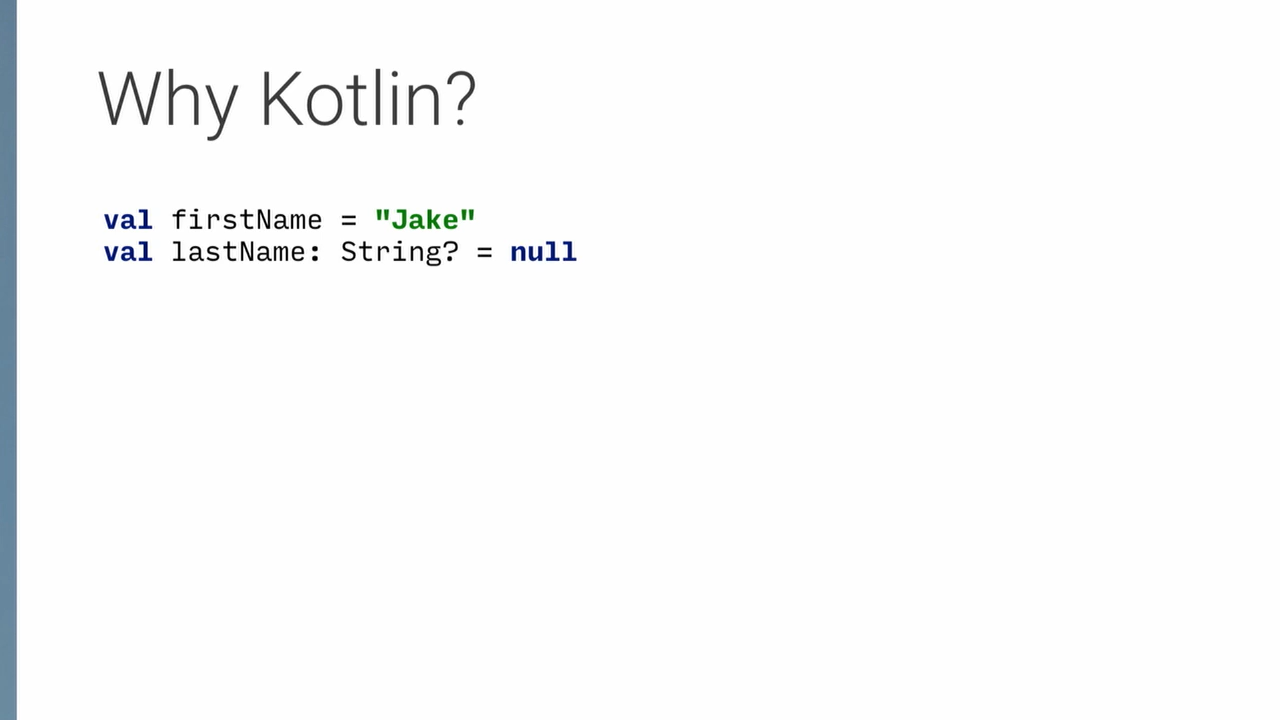 Why Kotlin?
val firstName = "Jake"
val lastName: String? = null